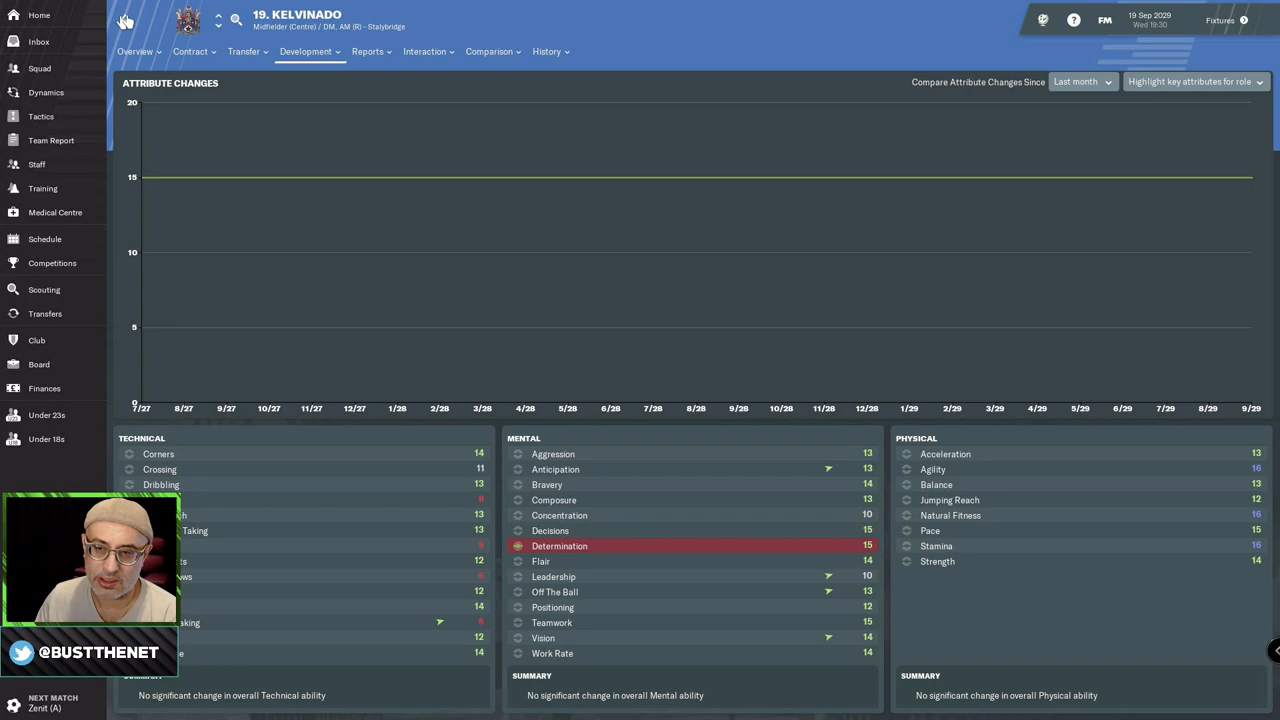 Home
Inbox
Squad
Dynamics
Tactics
Team Report
Staff
Training
Medical Centre
Schedule
Competitions
Scouting
Transfers
Club
Board
Finances
Under 23s
Under 18s
NEXT MATCH
Zenit (A)
19. KELVINADO
Midfielder (Centre) / DM, AM (R) - Stalybridge
FM
19 Sep 2029
Wed 19:30
Fixtures
Overview
Contract
Transfer
Development
Reports
Interaction
Comparison
History
ATTRIBUTE CHANGES
Compare Attribute Changes Since
Last month
Highlight key attributes for role
20
15
10
5
0
7/27 8/27 9/27 10/27 11/27 12/27 1/28 2/28 3/28 4/28 5/28 6/28 7/28 8/28 9/28 10/28 11/28 12/28 1/29 2/29 3/29 4/29 5/29 6/29 7/29 8/29 9/29
TECHNICAL
Corners 14
Crossing 11
Dribbling 13
8
13
Taking 13
9
12
6
12
14
6
12
14
SUMMARY
No significant change in overall Technical ability
MENTAL
Aggression 13
Anticipation 13
Bravery 14
Composure 13
Concentration 10
Decisions 15
Determination 15
Flair 14
Leadership 10
Off The Ball 13
Positioning 12
Teamwork 15
Vision 14
Work Rate 14
SUMMARY
No significant change in overall Mental ability
PHYSICAL
Acceleration 13
Agility 16
Balance 13
Jumping Reach 12
Natural Fitness 16
Pace 15
Stamina 16
Strength 14
SUMMARY
No significant change in overall Physical ability
@BUSTTHENET